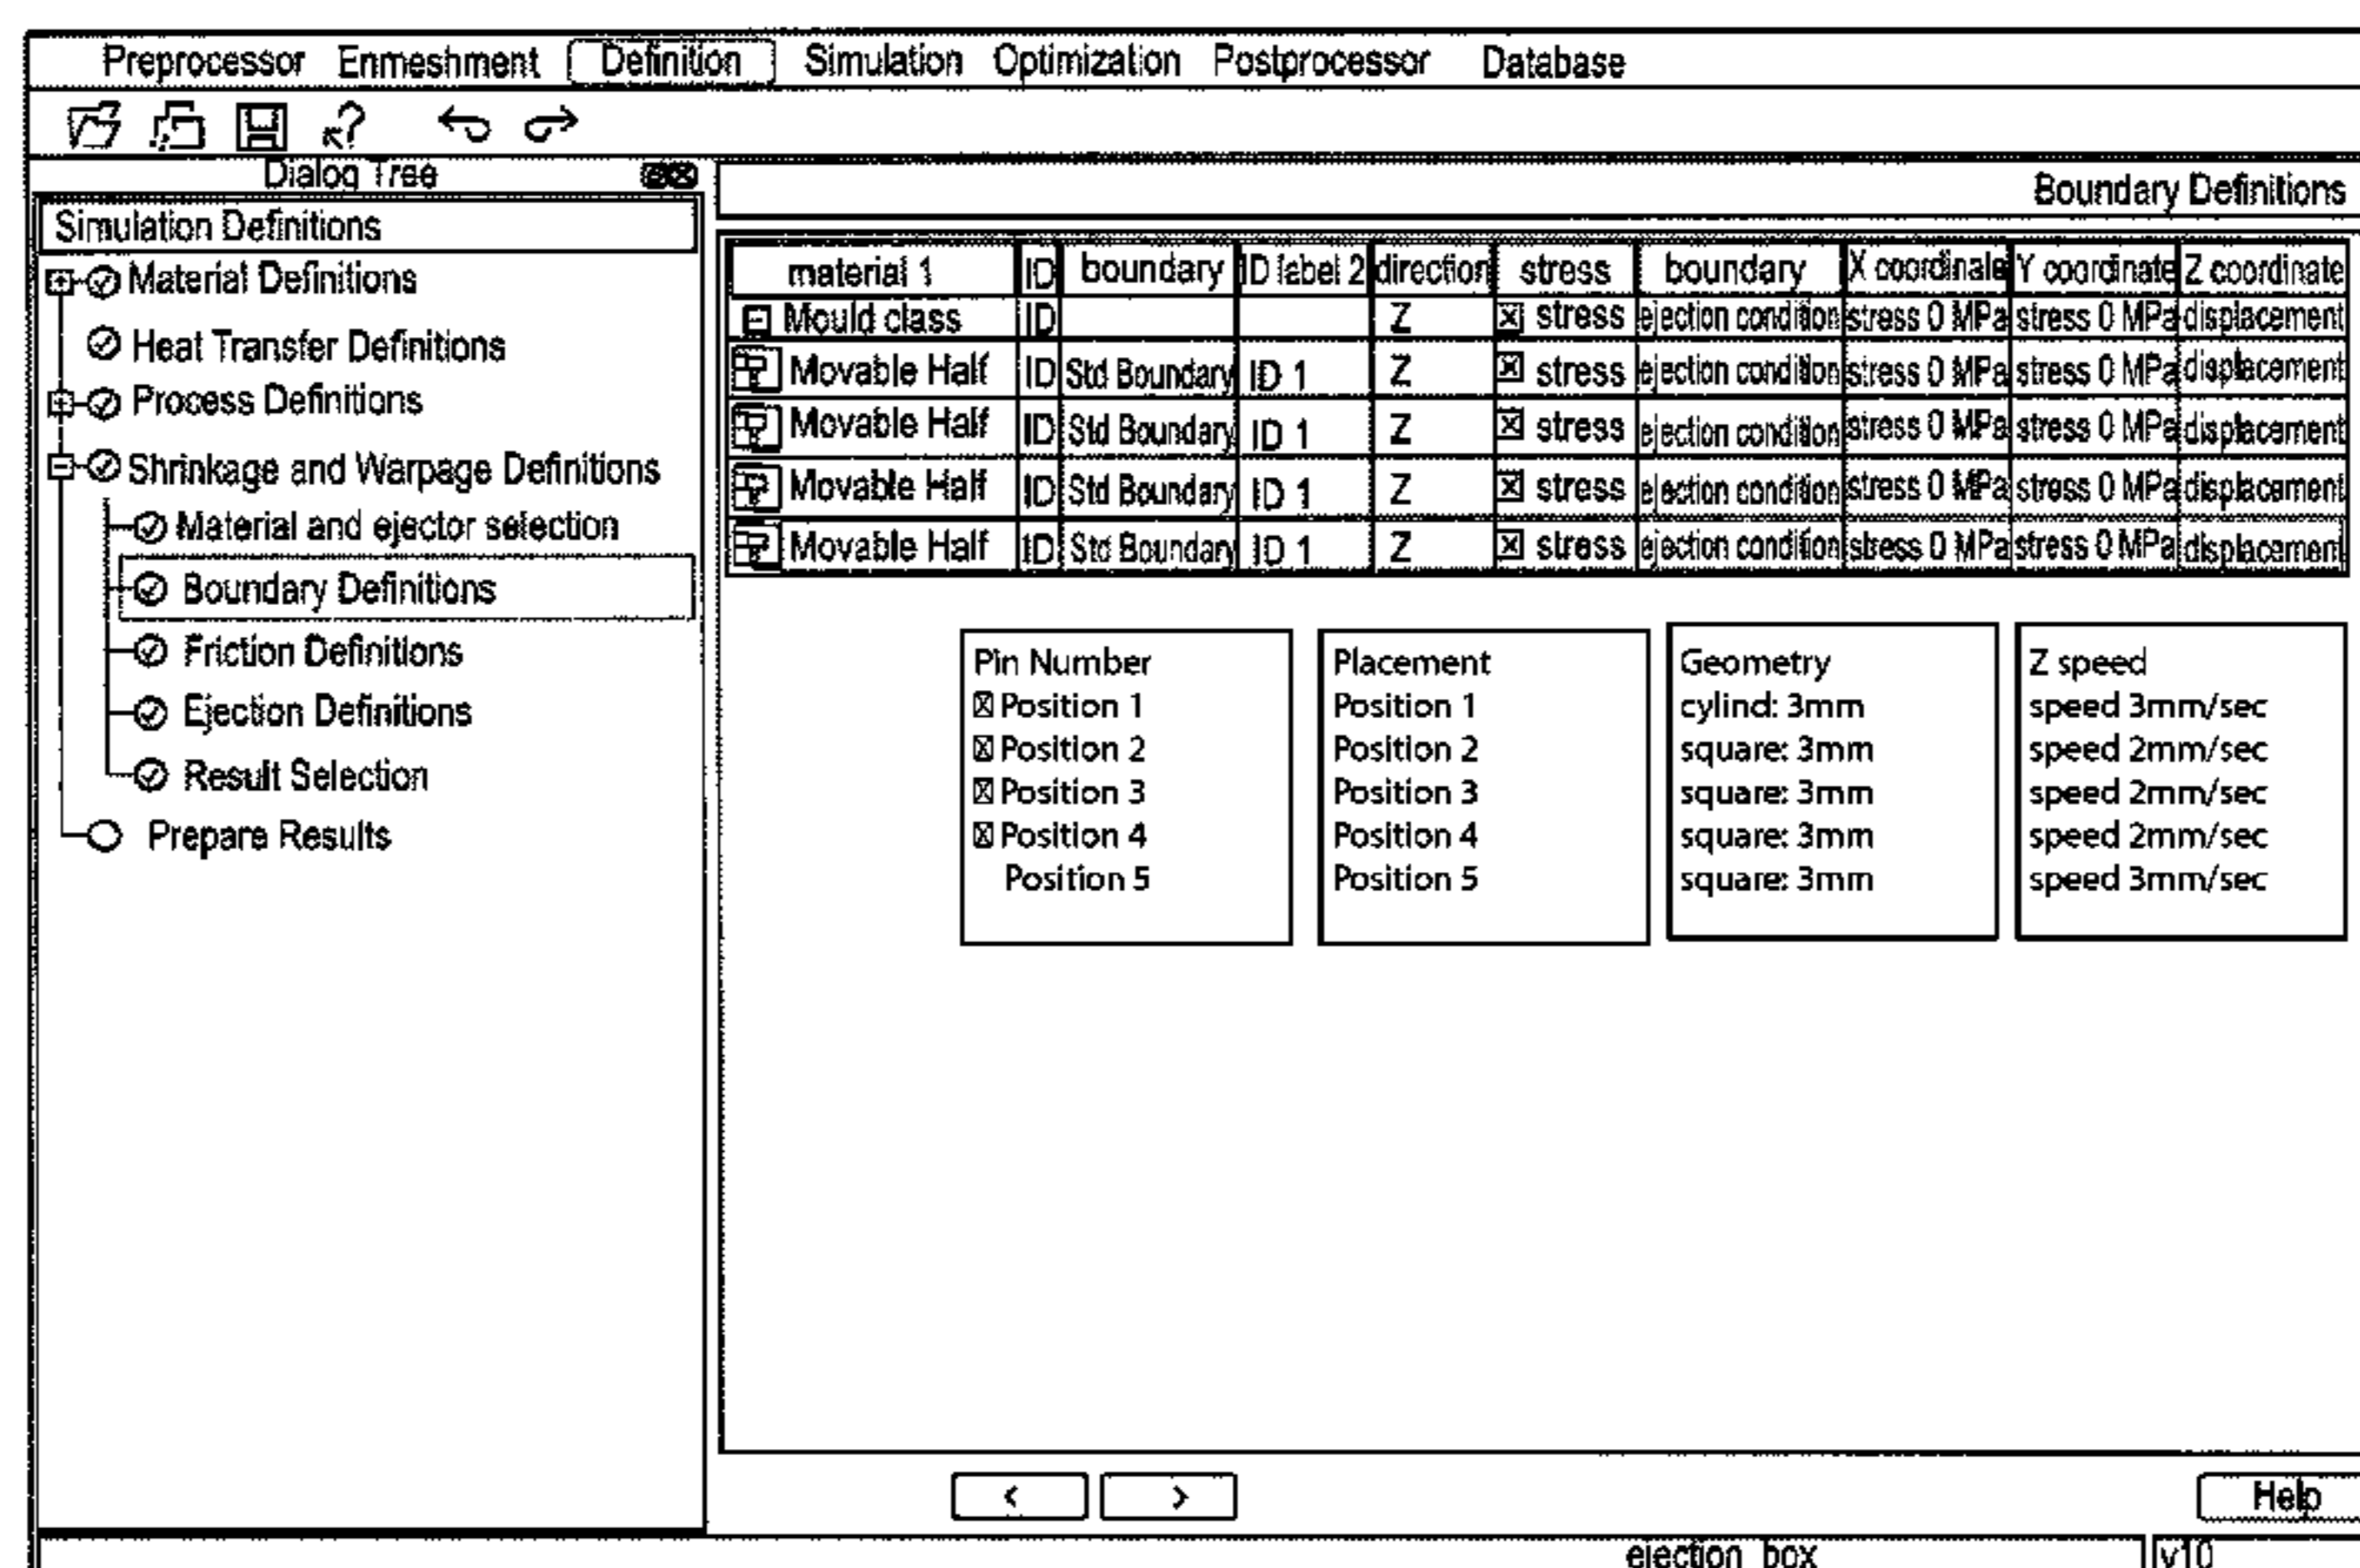 Preprocessor Enmeshment Definition Simulation Optimization Postprocessor Database
Dialog Tree
Boundary Definitions
Simulation Definitions
Material Definitions
Heat Transfer Definitions
Process Definitions
Shrinkage and Warpage Definitions
Material and ejector selection
Boundary Definitions
Friction Definitions
Ejection Definitions
Result Selection
Prepare Results
material 1 ID boundary ID label 2 direction stress boundary X coordinate Y coordinate Z coordinate
Mould class ID Z stress ejection condition stress 0 MPa stress 0 MPa displacement
Movable Half ID Std Boundary ID 1 Z stress ejection condition stress 0 MPa stress 0 MPa displacement
Movable Half ID Std Boundary ID 1 Z stress ejection condition stress 0 MPa stress 0 MPa displacement
Movable Half ID Std Boundary ID 1 Z stress ejection condition stress 0 MPa stress 0 MPa displacement
Movable Half ID Std Boundary ID 1 Z stress ejection condition stress 0 MPa stress 0 MPa displacement
Pin Number
Position 1
Position 2
Position 3
Position 4
Position 5
Placement
Position 1
Position 2
Position 3
Position 4
Position 5
Geometry
cylind: 3mm
square: 3mm
square: 3mm
square: 3mm
square: 3mm
Z speed
speed 3mm/sec
speed 2mm/sec
speed 2mm/sec
speed 2mm/sec
speed 3mm/sec
< > Help
ejection_box v10